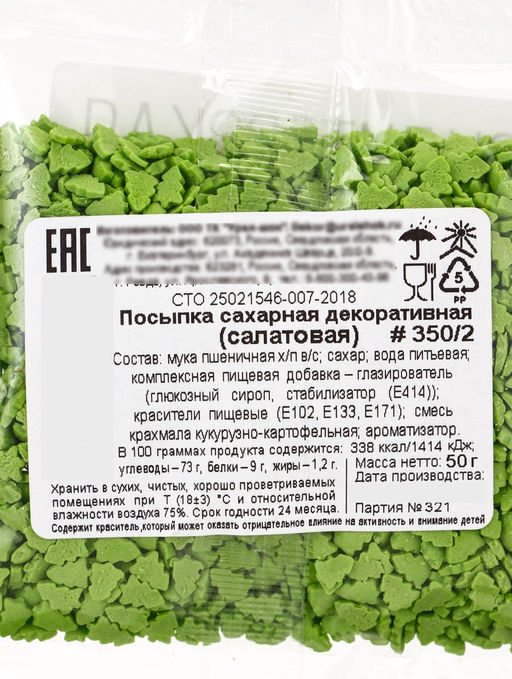 ЕАС
СТО 25021546-007-2018
Посыпка сахарная декоративная
(салатовая) # 350/2
Состав: мука пшеничная х/п в/с; сахар; вода питьевая;
комплексная пищевая добавка – глазирователь
(глюкозный сироп, стабилизатор (Е414));
красители пищевые (Е102, Е133, Е171); смесь
крахмала кукурузно-картофельная; ароматизатор.
В 100 граммах продукта содержится: 338 ккал/1414 кДж;
углеводы – 73 г, белки – 9 г, жиры – 1,2 г.
Масса нетто: 50 г
Дата производства:
Хранить в сухих, чистых, хорошо проветриваемых
помещениях при Т (18±3) °С и относительной
влажности воздуха 75%. Срок годности 24 месяца.
Партия № 321
Содержит краситель,который может оказать отрицательное влияние на активность и внимание детей
5
PP